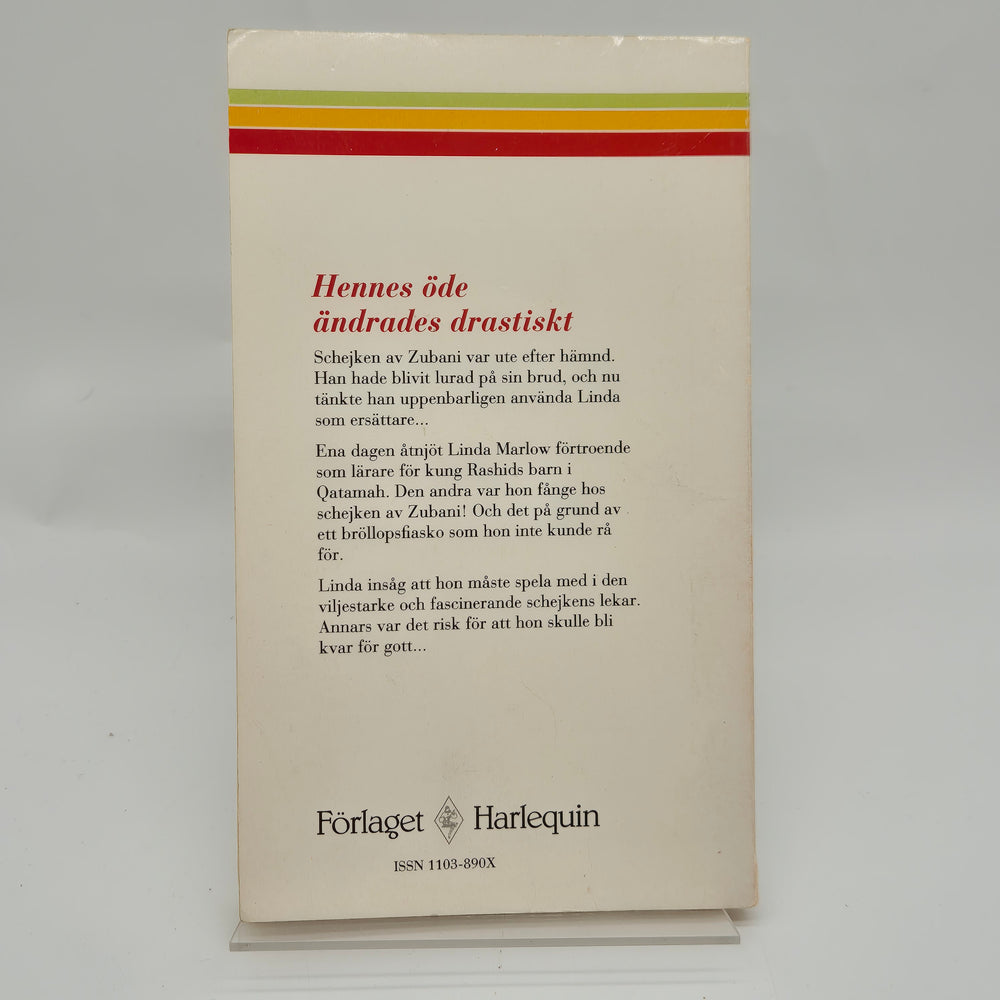 Hennes öde
ändrades drastiskt
Schejken av Zubani var ute efter hämnd.
Han hade blivit lurad på sin brud, och nu
tänkte han uppenbarligen använda Linda
som ersättare...
Ena dagen åtnjöt Linda Marlow förtroende
som lärare för kung Rashids barn i
Qatamah. Den andra var hon fånge hos
schejken av Zubani! Och det på grund av
ett bröllopsfiasko som hon inte kunde rå
för.
Linda insåg att hon måste spela med i den
viljestarke och fascinerande schejkens lekar.
Annars var det risk för att hon skulle bli
kvar för gott...
Förlaget Harlequin
ISSN 1103-890X